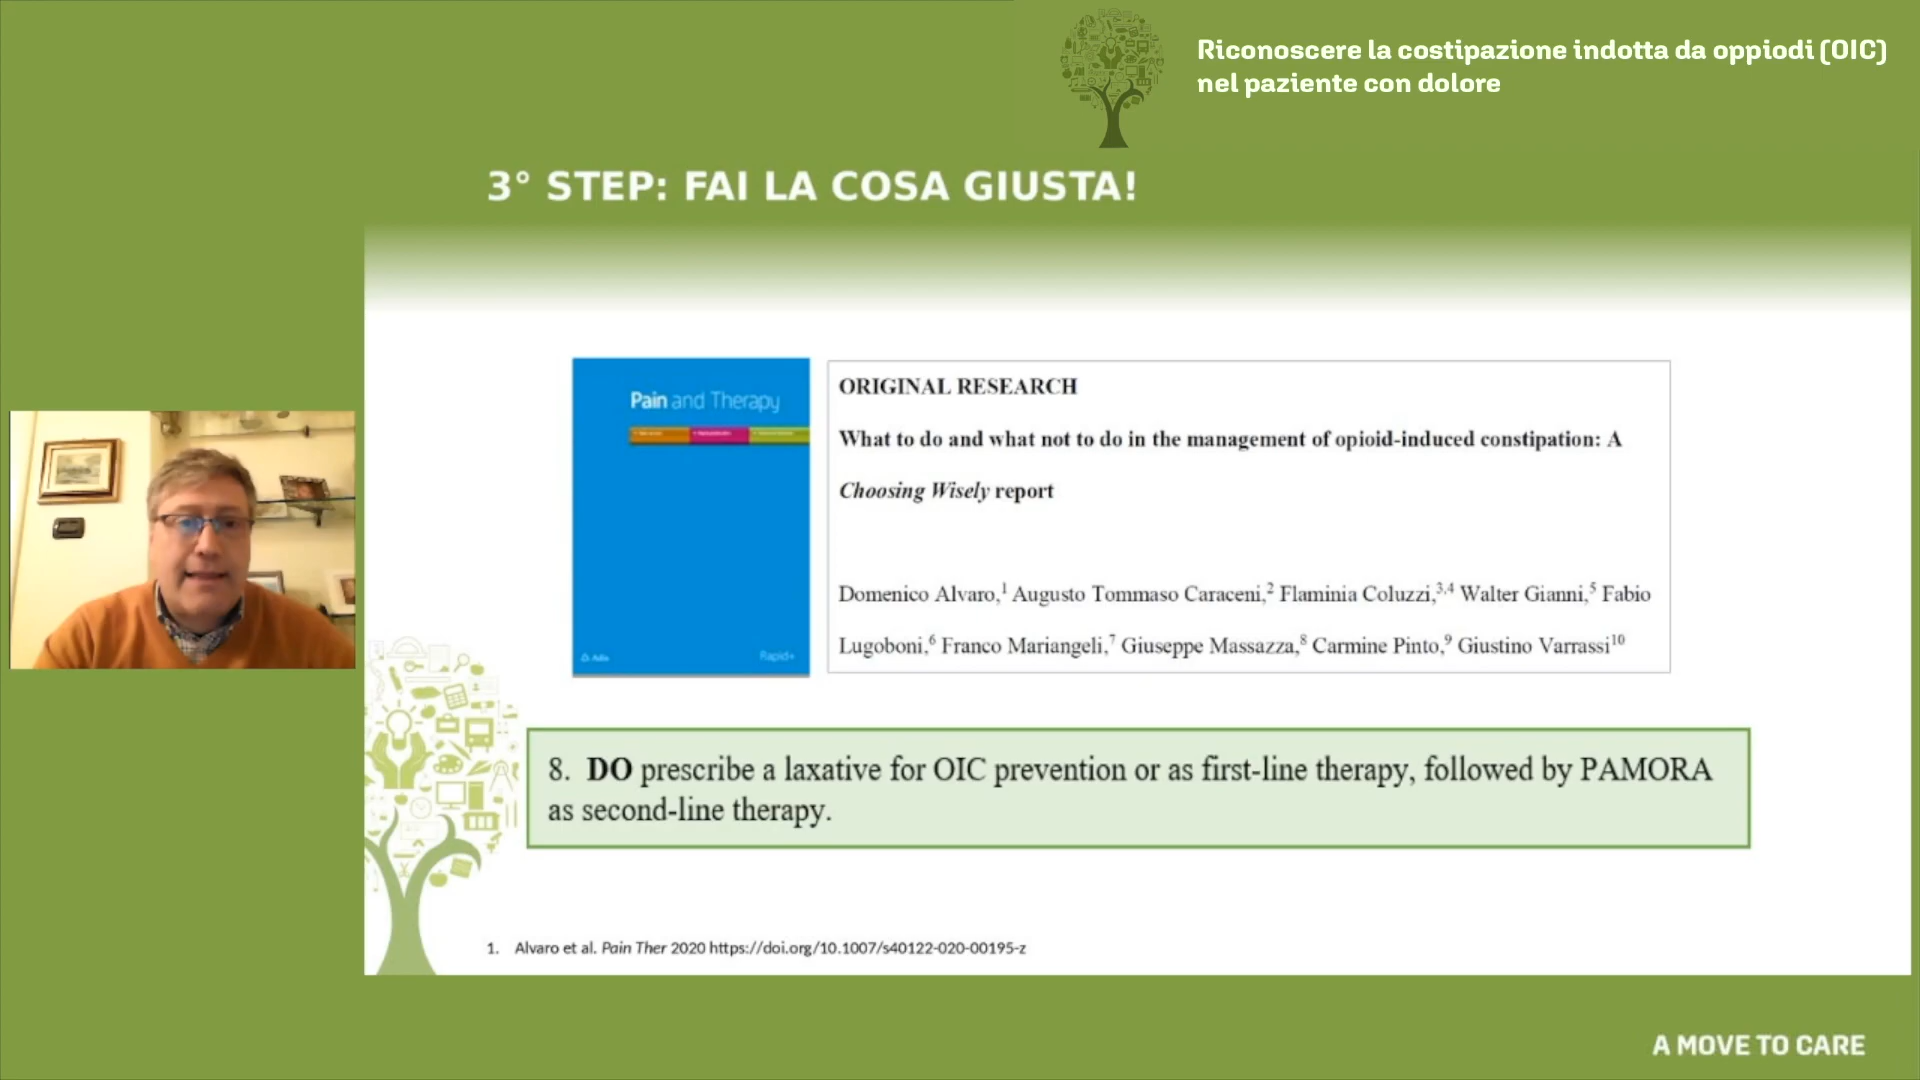 Riconoscere la costipazione indotta da oppiodi (OIC)
nel paziente con dolore
3° STEP: FAI LA COSA GIUSTA!
Pain and Therapy
Adis
Rapid+
ORIGINAL RESEARCH
What to do and what not to do in the management of opioid-induced constipation: A
Choosing Wisely report
Domenico Alvaro,1 Augusto Tommaso Caraceni,2 Flaminia Coluzzi,3,4 Walter Gianni,5 Fabio
Lugoboni,6 Franco Mariangeli,7 Giuseppe Massazza,8 Carmine Pinto,9 Giustino Varrassi10
8. DO prescribe a laxative for OIC prevention or as first-line therapy, followed by PAMORA
as second-line therapy.
1. Alvaro et al. Pain Ther 2020 https://doi.org/10.1007/s40122-020-00195-z
A MOVE TO CARE